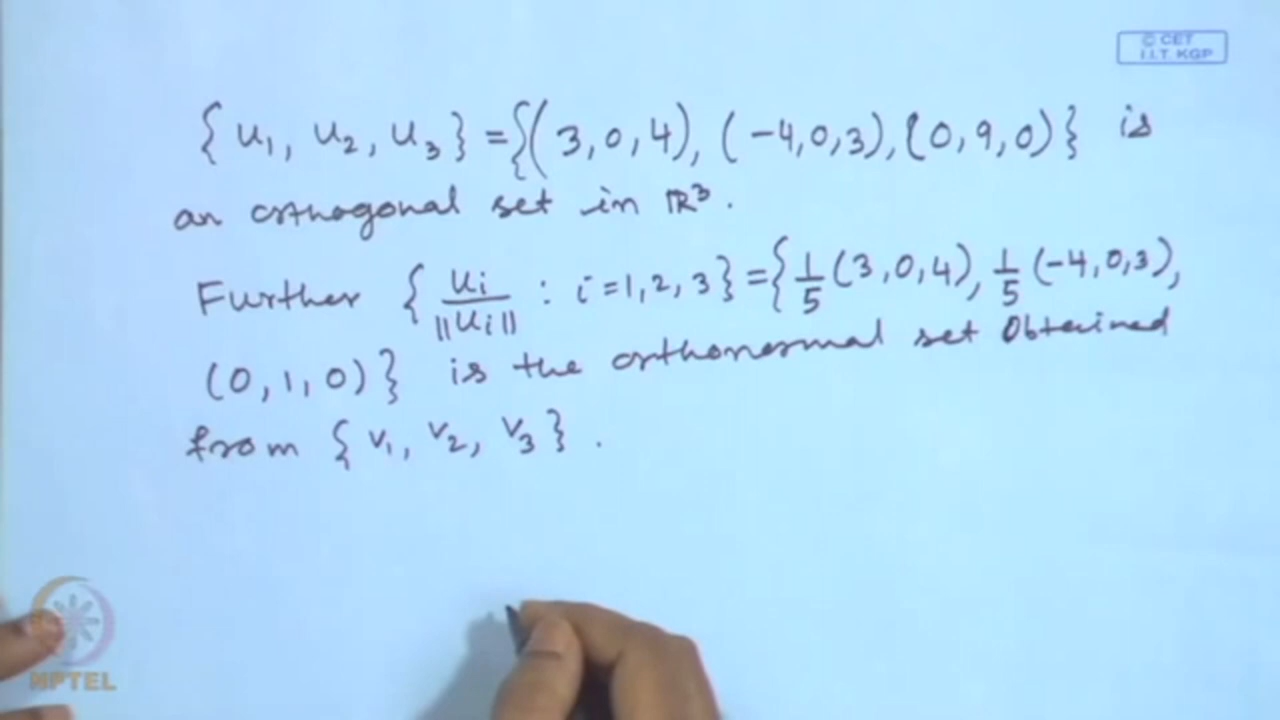 © CET
I.I.T. KGP
{u₁, u₂, u₃} = {(3,0,4), (-4,0,3), (0,9,0)} is
an orthogonal set in ℝ³.
Further { uᵢ/||uᵢ|| : i=1,2,3} = {1/5 (3,0,4), 1/5 (-4,0,3),
(0,1,0)} is the orthonormal set obtained
from {v₁, v₂, v₃}.
NPTEL